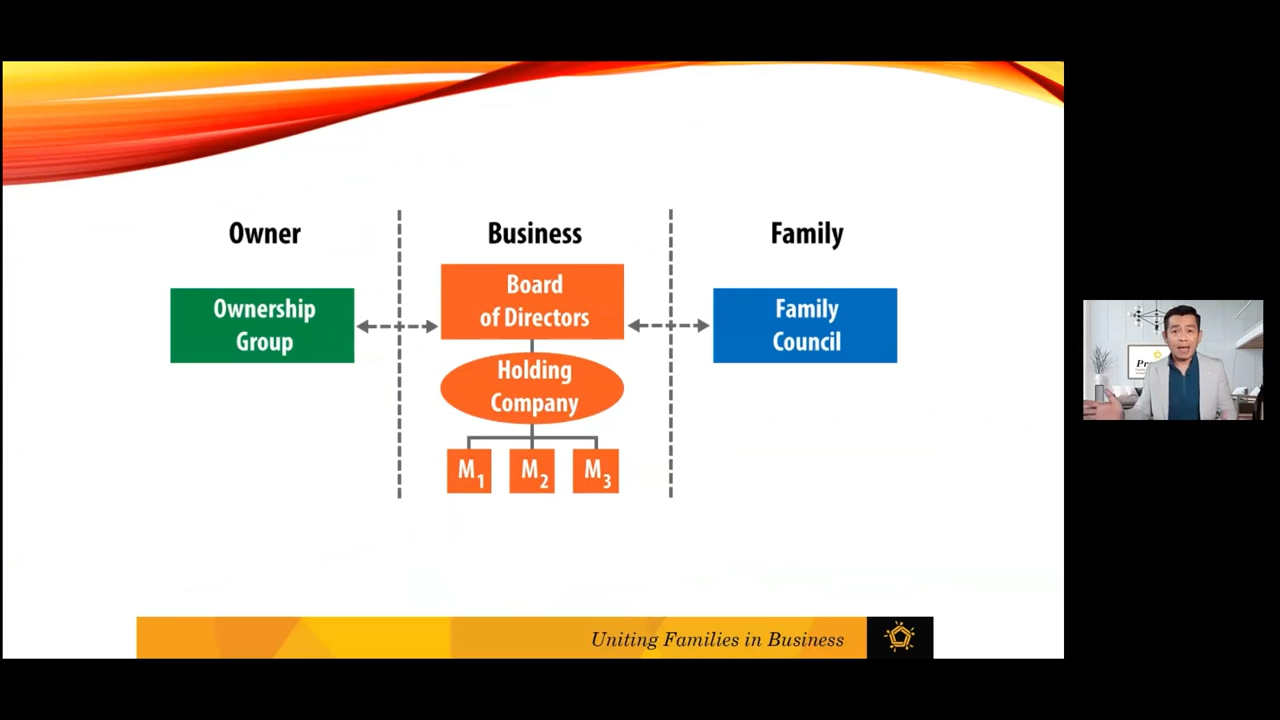 Owner
Business
Family
Ownership
Group
Board
of Directors
Family
Council
Holding
Company
M1
M2
M3
Uniting Families in Business